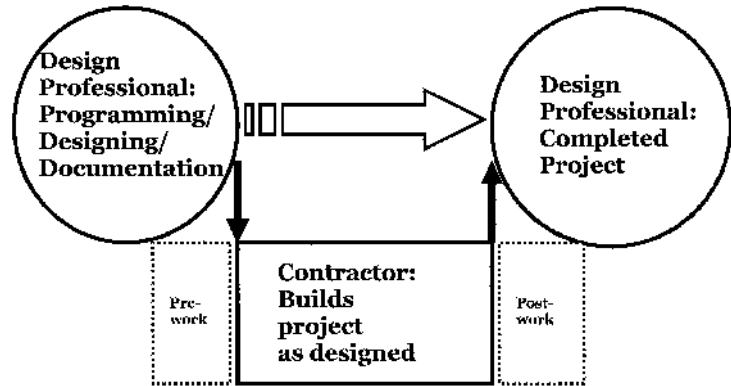 Design
Professional:
Programming/
Designing/
Documentation
Design
Professional:
Completed
Project
Pre-
work
Contractor:
Builds
project
as designed
Post-
work